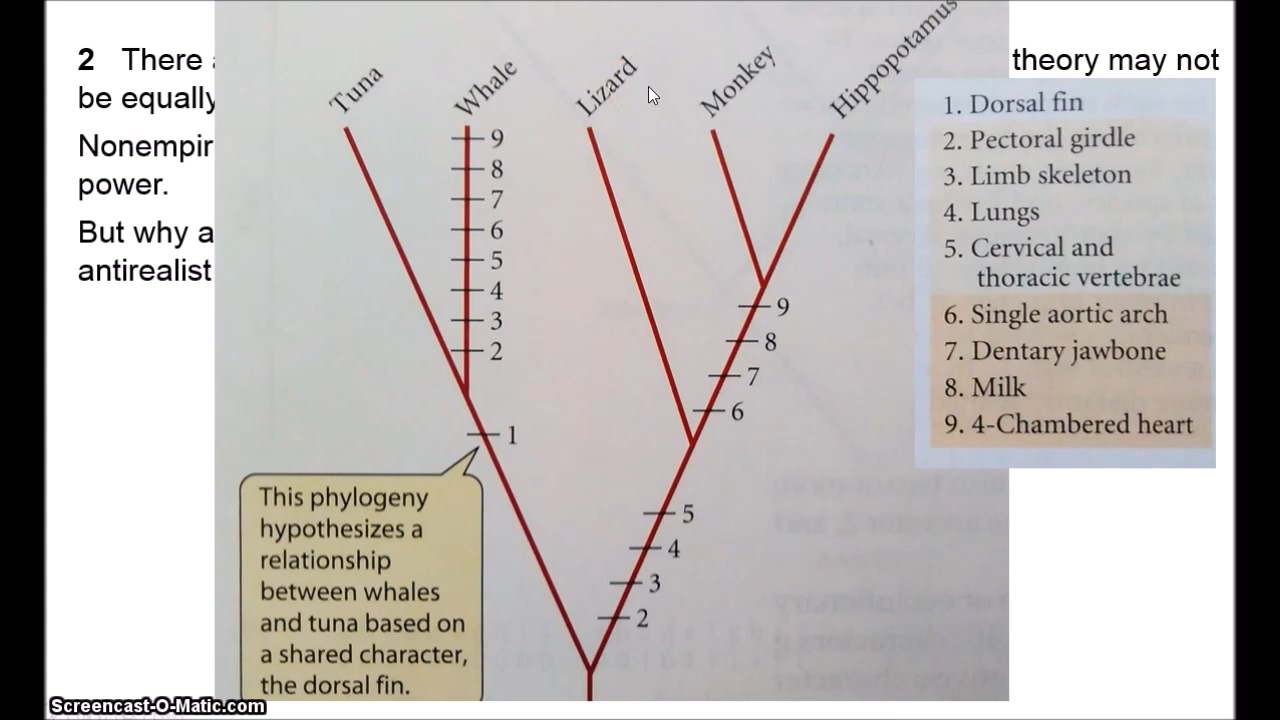 2 There
theory may not
be equally
Nonempir
power.
But why a
antirealist
Tuna
Whale
Lizard
Monkey
Hippopotamus
9
8
7
6
5
4
3
2
1
9
8
7
6
5
4
3
2
This phylogeny
hypothesizes a
relationship
between whales
and tuna based on
a shared character,
the dorsal fin.
1. Dorsal fin
2. Pectoral girdle
3. Limb skeleton
4. Lungs
5. Cervical and
thoracic vertebrae
6. Single aortic arch
7. Dentary jawbone
8. Milk
9. 4-Chambered heart
Screencast-O-Matic.com